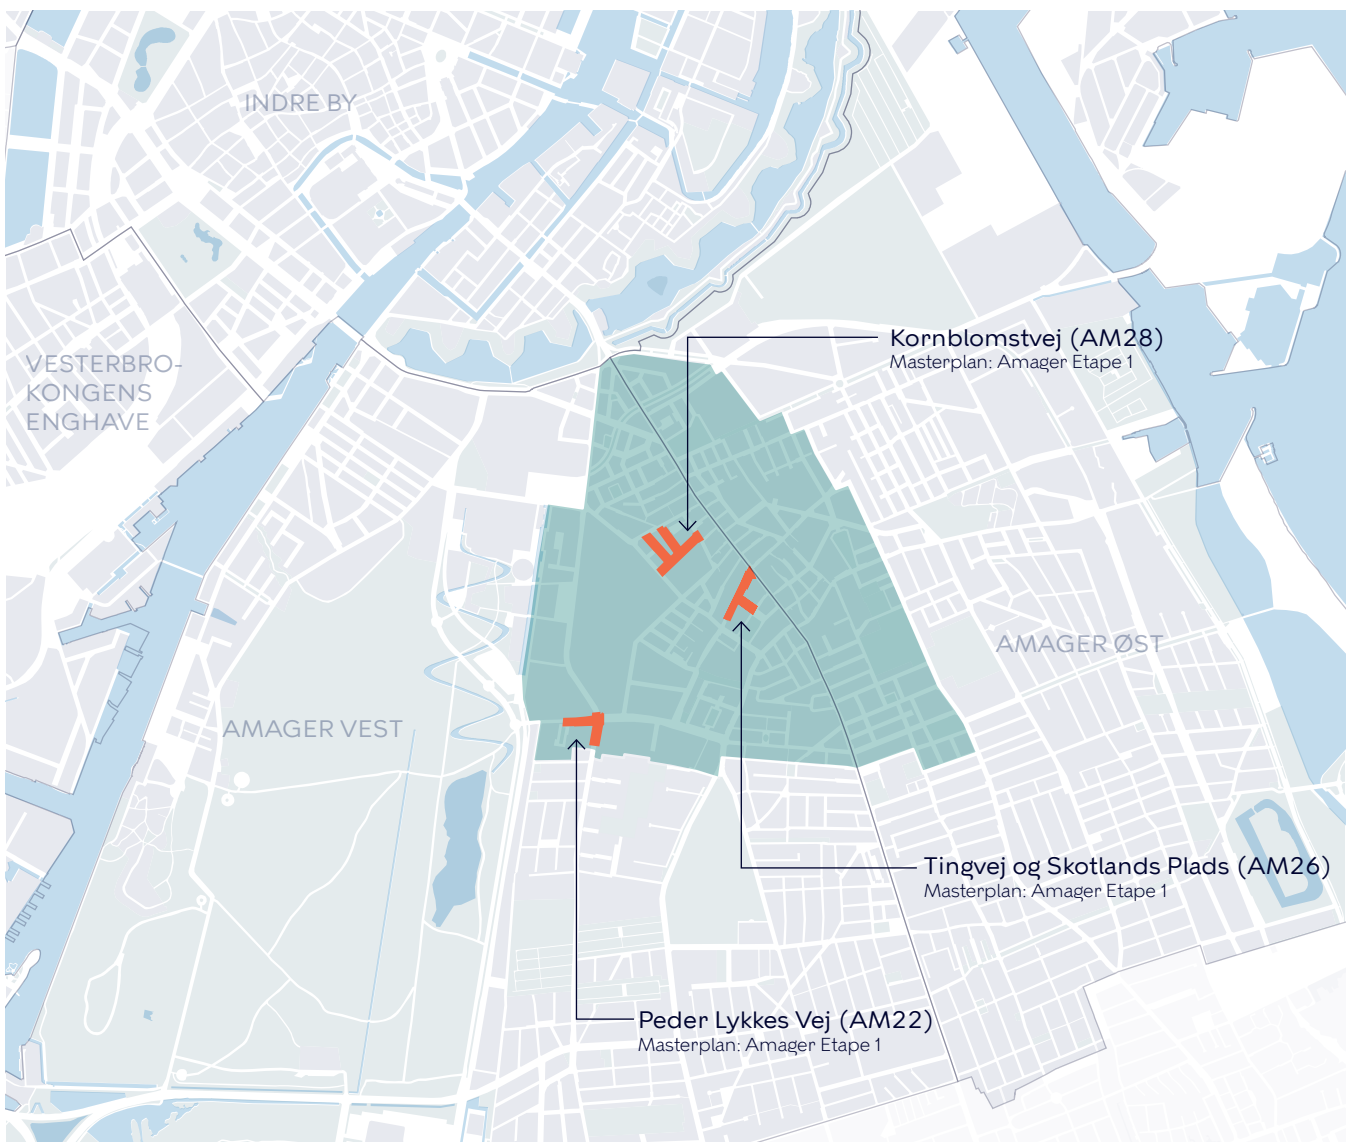 INDRE BY
Kornblomstvej (AM28)
Masterplan: Amager Etape 1
VESTERBRO-
KONGENS
ENGHAVE
AMAGER ØST
AMAGER VEST
Tingvej og Skotlands Plads (AM26)
Masterplan: Amager Etape 1
Peder Lykkes Vej (AM22)
Masterplan: Amager Etape 1